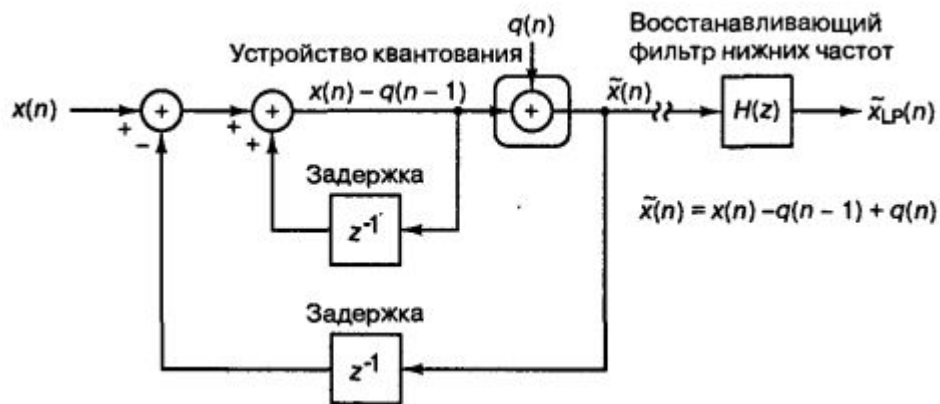 q(n)
Восстанавливающий
фильтр нижних частот
Устройство квантования
x(n)
+
+
−
+
+
+
x(n) − q(n − 1)
+
x̃(n)
H(z)
x̃LP(n)
Задержка
z⁻¹
x̃(n) = x(n) −q(n − 1) + q(n)
Задержка
z⁻¹